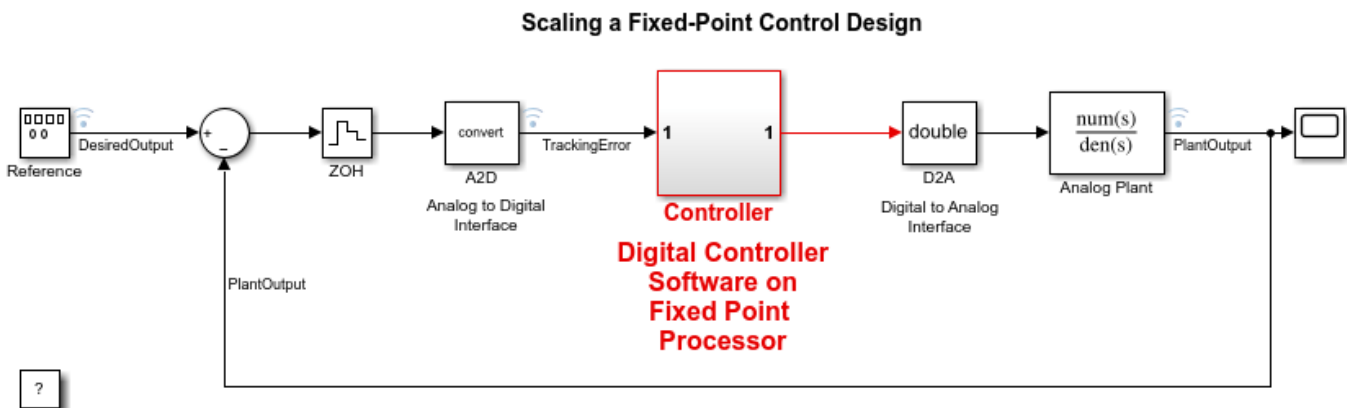 Scaling a Fixed-Point Control Design
DesiredOutput
Reference
+
−
ZOH
convert
A2D
Analog to Digital
Interface
TrackingError
1 1
Controller
Digital Controller
Software on
Fixed Point
Processor
double
D2A
Digital to Analog
Interface
num(s)
den(s)
Analog Plant
PlantOutput
PlantOutput
?